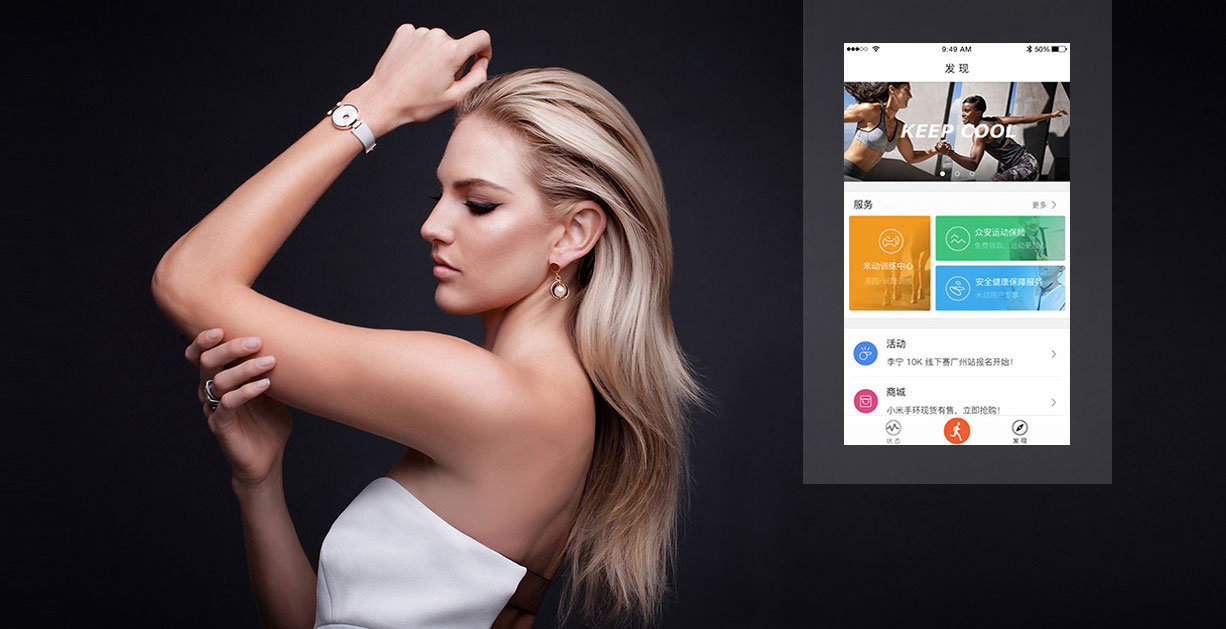 9:49 AM
50%
发现
KEEP COOL
服务
更多
米动训练中心
众安运动保险
安全健康保障服务
米动用户专享
活动
李宁 10K 线下赛广州站报名开始！
商城
小米手环现货有售，立即抢购！
状态
发现